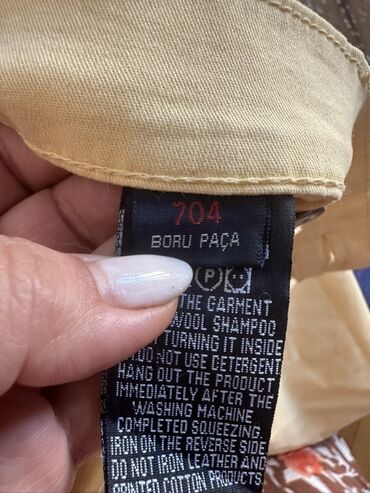 704
BORU PAÇA
P
THE GARMENT
WOOL SHAMPOO
TURNING IT INSIDE
DO NOT USE DETERGENT
HANG OUT THE PRODUCT
IMMEDIATELY AFTER THE
WASHING MACHINE
COMPLETED SQUEEZING.
IRON ON THE REVERSE SIDE
DO NOT IRON LEATHER AND
PRINTED COTTON PRODUCTS